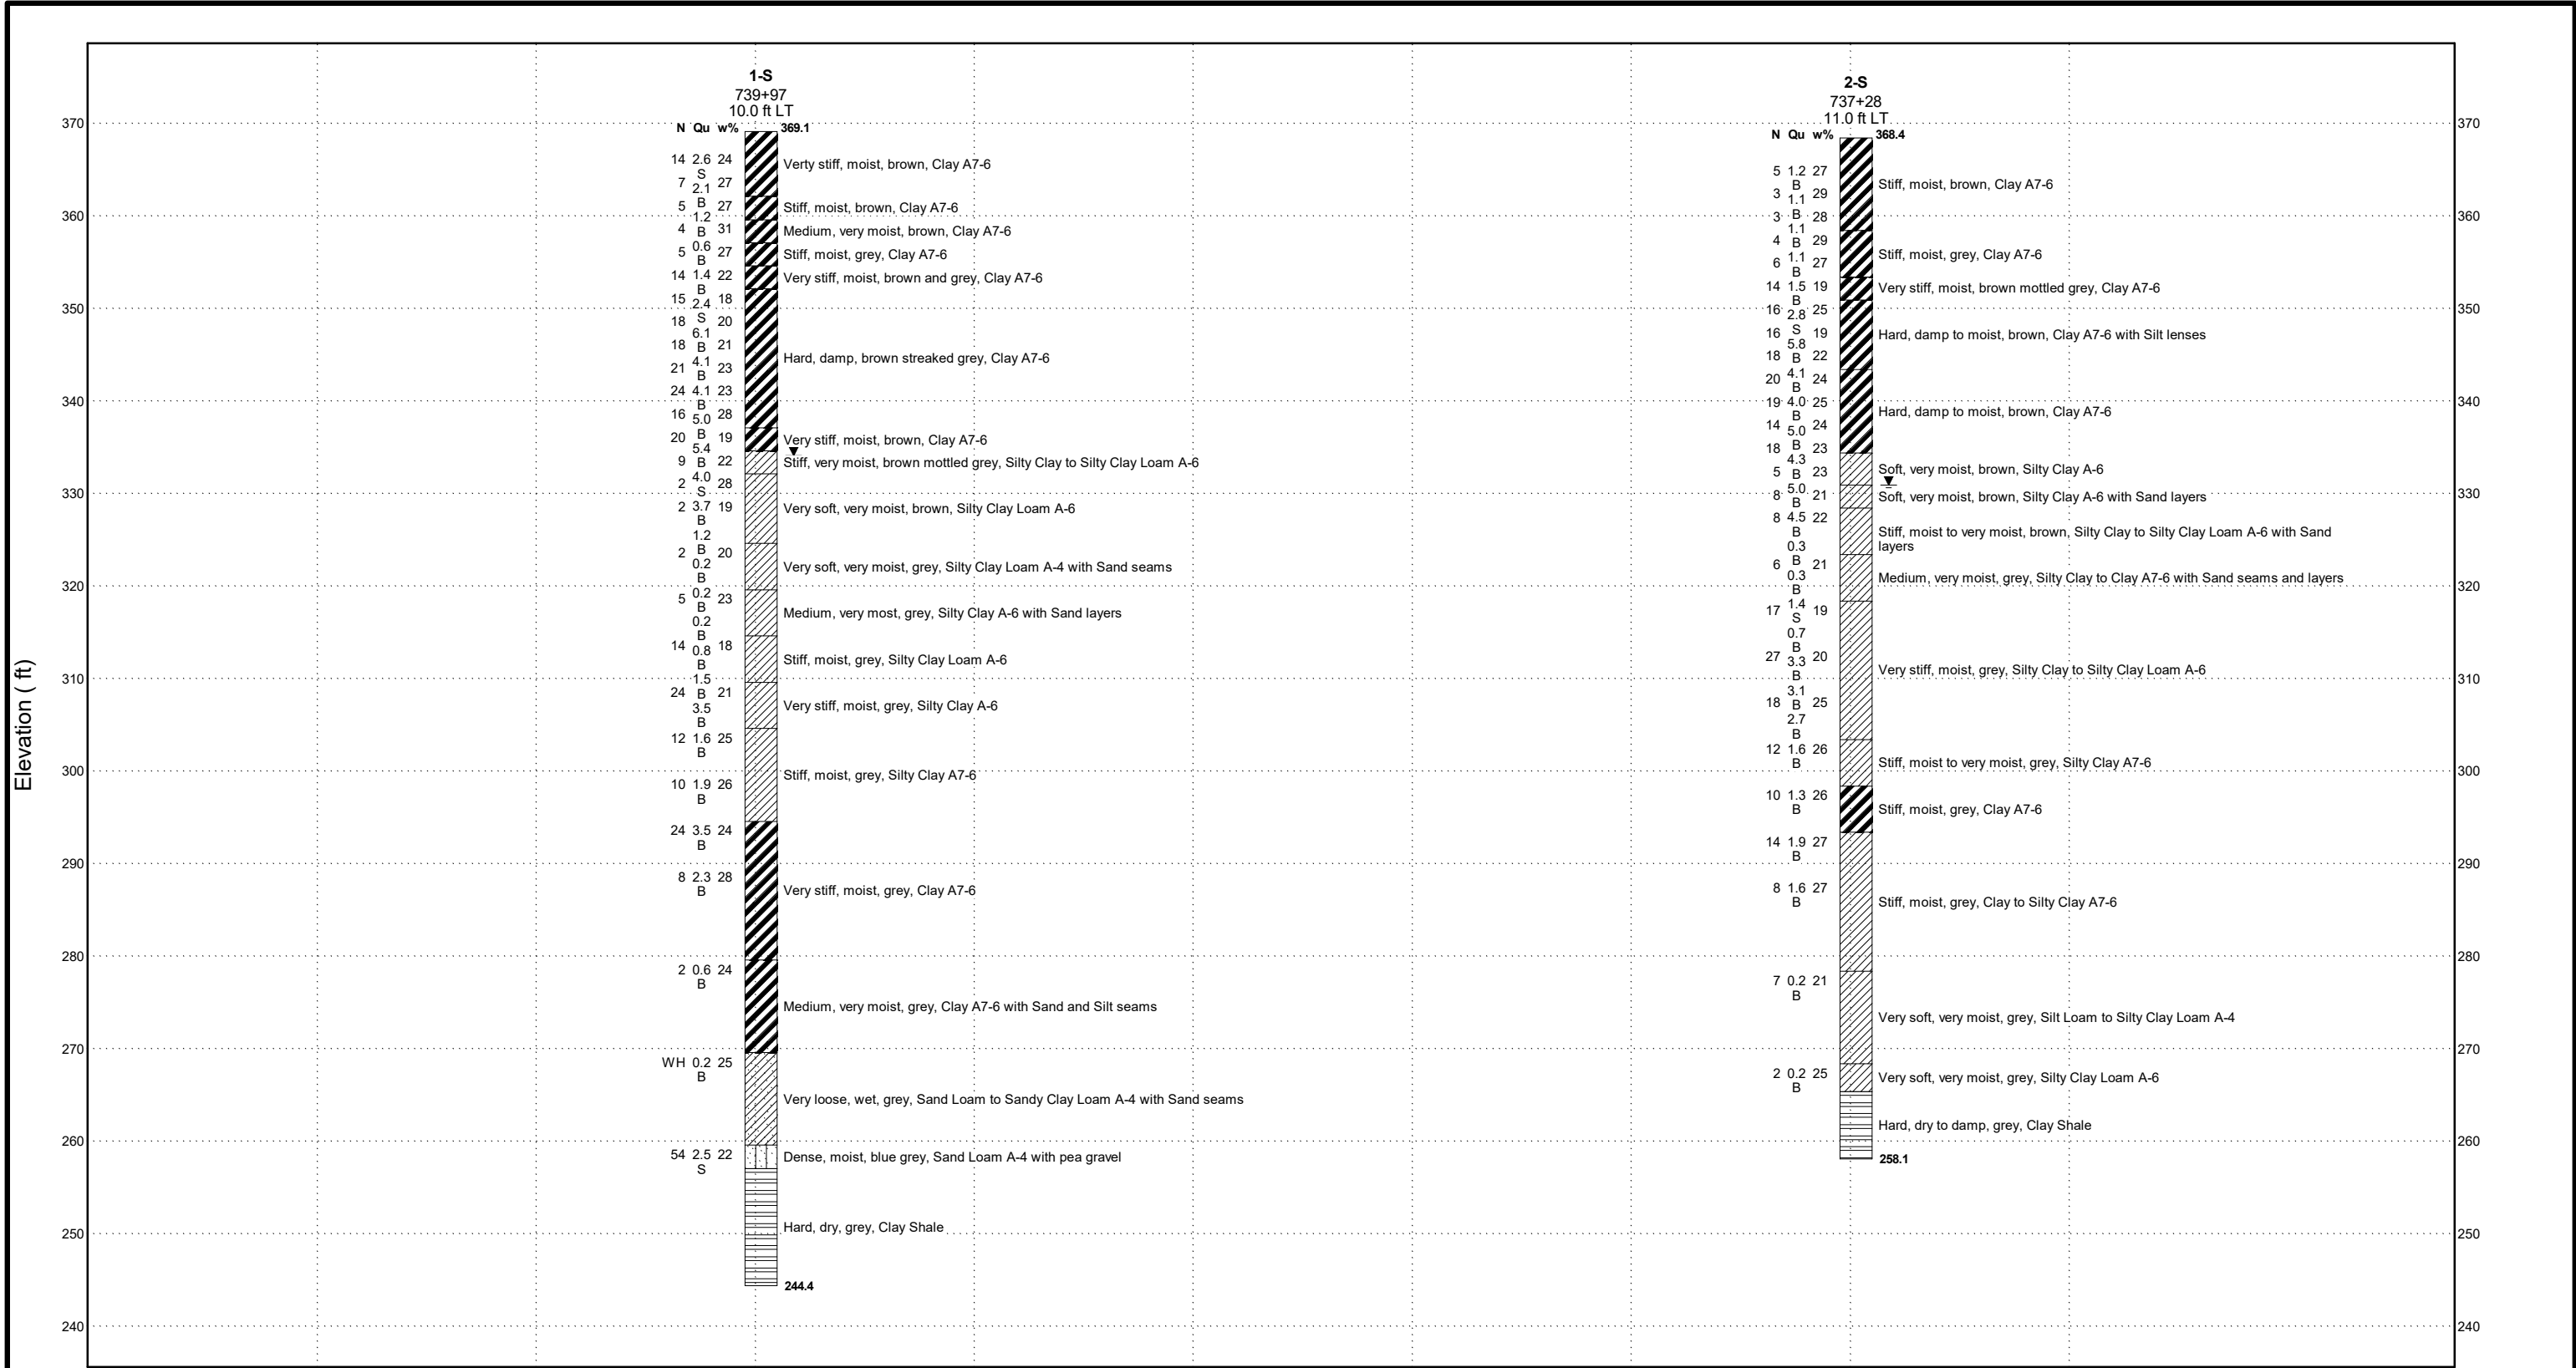 1-S
739+97
10.0 ft LT
N Qu w% 369.1
14 2.6 24
S
7 2.1 27
B
5 1.2 27
B
4 0.6 31
B
5 1.4 27
B
14 2.4 22
S
15 6.1 18
B
18 4.1 20
B
18 4.1 21
B
21 5.0 23
B
24 5.4 23
B
16 4.0 28
S
20 3.7 19
B
9 1.2 22
B
2 0.2 28
B
2 0.2 19
B
2 0.2 20
B
5 0.8 23
B
14 1.5 18
B
24 3.5 21
B
12 1.6 25
B
10 1.9 26
B
24 3.5 24
B
8 2.3 28
B
2 0.6 24
B
WH 0.2 25
B
54 2.5 22
S
Verty stiff, moist, brown, Clay A7-6
Stiff, moist, brown, Clay A7-6
Medium, very moist, brown, Clay A7-6
Stiff, moist, grey, Clay A7-6
Very stiff, moist, brown and grey, Clay A7-6
Hard, damp, brown streaked grey, Clay A7-6
Very stiff, moist, brown, Clay A7-6
Stiff, very moist, brown mottled grey, Silty Clay to Silty Clay Loam A-6
Very soft, very moist, brown, Silty Clay Loam A-6
Very soft, very moist, grey, Silty Clay Loam A-4 with Sand seams
Medium, very most, grey, Silty Clay A-6 with Sand layers
Stiff, moist, grey, Silty Clay Loam A-6
Very stiff, moist, grey, Silty Clay A-6
Stiff, moist, grey, Silty Clay A7-6
Very stiff, moist, grey, Clay A7-6
Medium, very moist, grey, Clay A7-6 with Sand and Silt seams
Very loose, wet, grey, Sand Loam to Sandy Clay Loam A-4 with Sand seams
Dense, moist, blue grey, Sand Loam A-4 with pea gravel
Hard, dry, grey, Clay Shale
244.4
2-S
737+28
11.0 ft LT
N Qu w% 368.4
5 1.2 27
B
3 1.1 29
B
3 1.1 28
B
4 1.1 29
B
6 1.5 27
B
14 2.8 19
S
16 5.8 25
B
16 4.1 19
B
18 4.0 22
B
20 5.0 24
B
19 4.3 25
B
14 5.0 24
B
18 4.5 23
B
5 0.3 23
B
8 0.3 21
B
8 1.4 22
S
6 0.7 21
B
17 3.3 19
B
27 3.1 20
B
18 2.7 25
B
12 1.6 26
B
10 1.3 26
B
14 1.9 27
B
8 1.6 27
B
7 0.2 21
B
2 0.2 25
B
Stiff, moist, brown, Clay A7-6
Stiff, moist, grey, Clay A7-6
Very stiff, moist, brown mottled grey, Clay A7-6
Hard, damp to moist, brown, Clay A7-6 with Silt lenses
Hard, damp to moist, brown, Clay A7-6
Soft, very moist, brown, Silty Clay A-6
Soft, very moist, brown, Silty Clay A-6 with Sand layers
Stiff, moist to very moist, brown, Silty Clay to Silty Clay Loam A-6 with Sand
layers
Medium, very moist, grey, Silty Clay to Clay A7-6 with Sand seams and layers
Very stiff, moist, grey, Silty Clay to Silty Clay Loam A-6
Stiff, moist to very moist, grey, Silty Clay A7-6
Stiff, moist, grey, Clay A7-6
Stiff, moist, grey, Clay to Silty Clay A7-6
Very soft, very moist, grey, Silt Loam to Silty Clay Loam A-4
Very soft, very moist, grey, Silty Clay Loam A-6
Hard, dry to damp, grey, Clay Shale
258.1
Elevation ( ft)
370
360
350
340
330
320
310
300
290
280
270
260
250
240
370
360
350
340
330
320
310
300
290
280
270
260
250
240